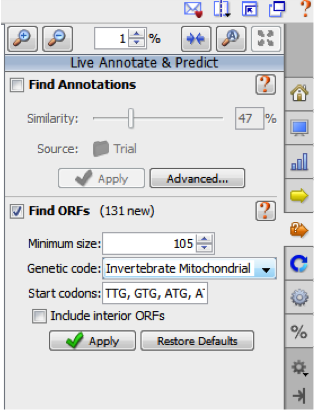 1 %
Live Annotate & Predict
Find Annotations
Similarity: 47 %
Source: Trial
Apply Advanced...
Find ORFs (131 new)
Minimum size: 105
Genetic code: Invertebrate Mitochondrial
Start codons: TTG, GTG, ATG, A
Include interior ORFs
Apply Restore Defaults
%